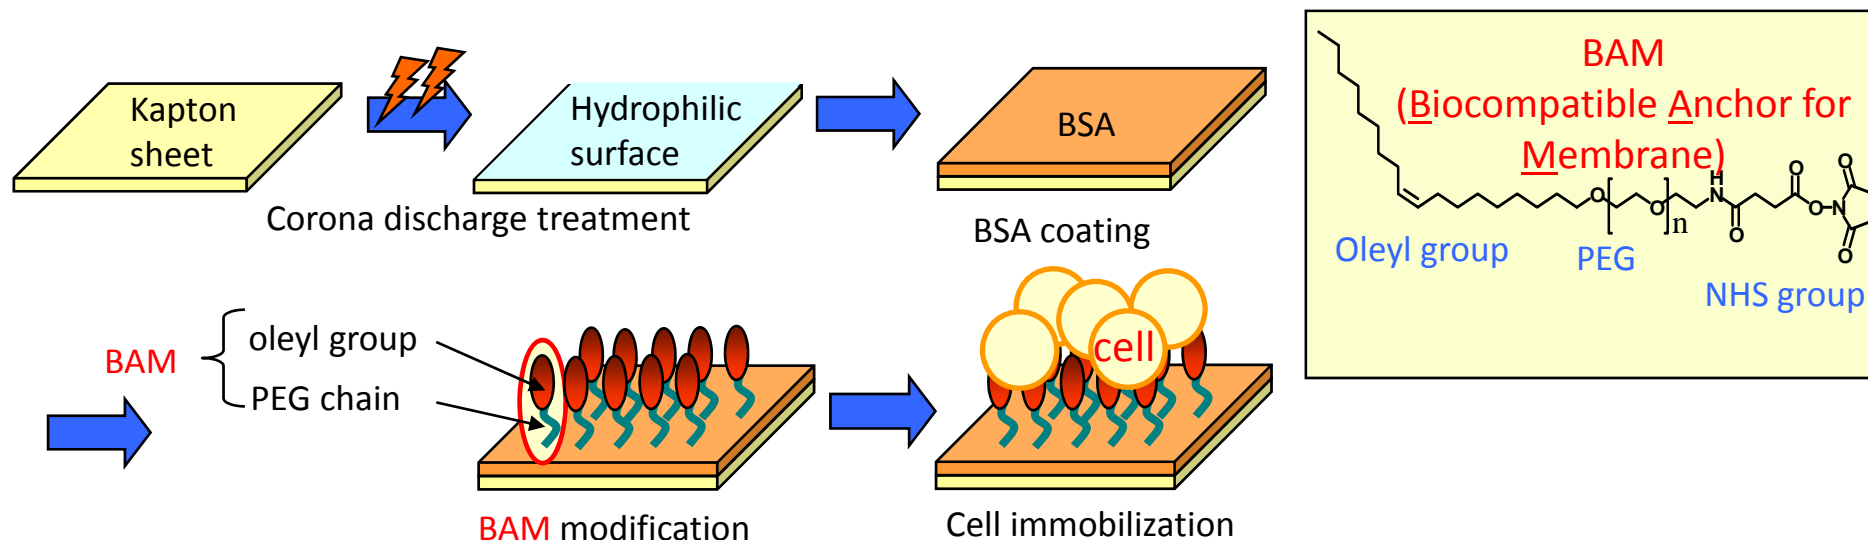 Kapton
sheet
Hydrophilic
surface
Corona discharge treatment
BSA
BSA coating
BAM
(Biocompatible Anchor for
Membrane)
O
O
n
N
H
O
O
O
N
O
O
Oleyl group
PEG
NHS group
BAM
oleyl group
PEG chain
BAM modification
cell
Cell immobilization